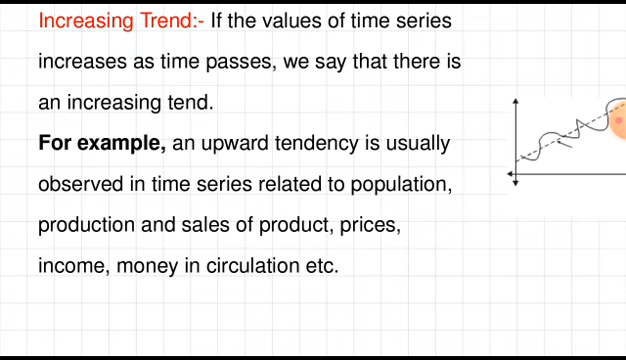 Increasing Trend:- If the values of time series
increases as time passes, we say that there is
an increasing tend.
For example, an upward tendency is usually
observed in time series related to population,
production and sales of product, prices,
income, money in circulation etc.